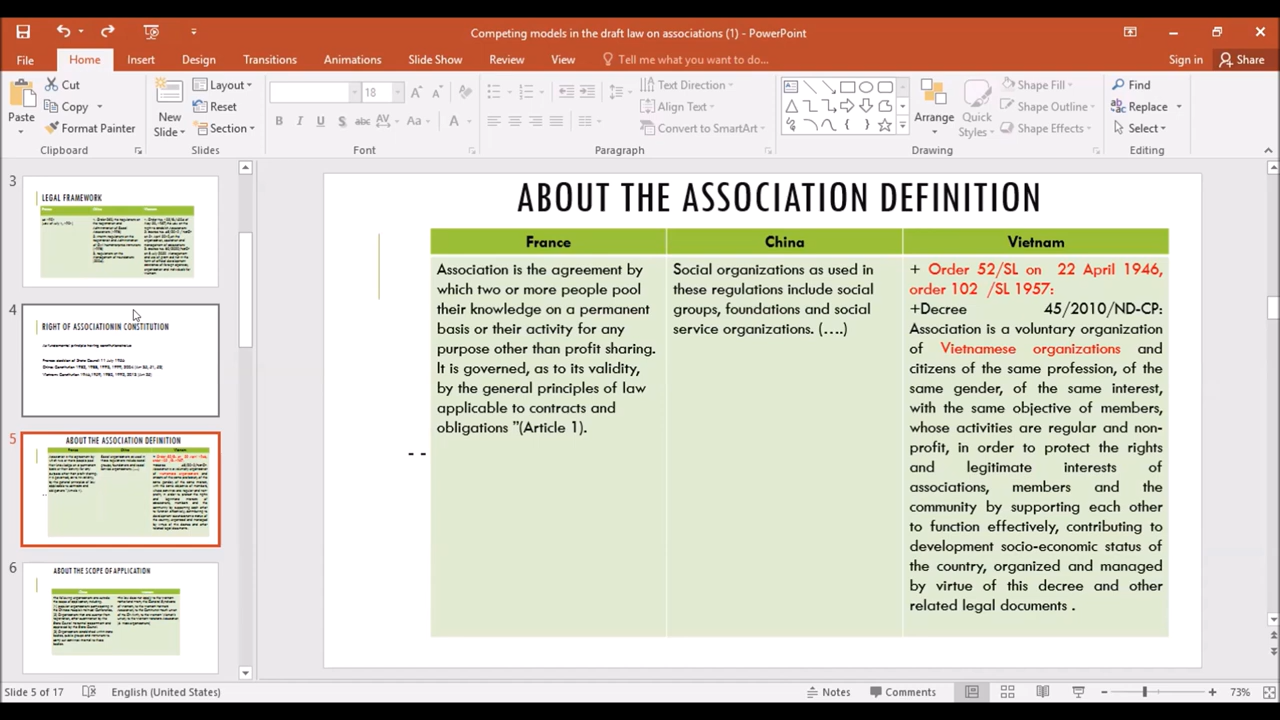 Competing models in the draft law on associations (1) - PowerPoint
File Home Insert Design Transitions Animations Slide Show Review View Tell me what you want to do... Sign in Share
Paste
Cut
Copy
Format Painter
Clipboard
New Slide
Layout
Reset
Section
Slides
18
Font
Text Direction
Align Text
Convert to SmartArt
Paragraph
Arrange
Quick Styles
Shape Fill
Shape Outline
Shape Effects
Drawing
Find
Replace
Select
Editing
3
LEGAL FRAMEWORK
4
RIGHT OF ASSOCIATION IN CONSTITUTION
5
ABOUT THE ASSOCIATION DEFINITION
6
ABOUT THE SCOPE OF APPLICATION
ABOUT THE ASSOCIATION DEFINITION
France
Association is the agreement by
which two or more people pool
their knowledge on a permanent
basis or their activity for any
purpose other than profit sharing.
It is governed, as to its validity,
by the general principles of law
applicable to contracts and
obligations "(Article 1).
China
Social organizations as used in
these regulations include social
groups, foundations and social
service organizations. (....)
Vietnam
+ Order 52/SL on 22 April 1946,
order 102 /SL 1957:
+Decree 45/2010/ND-CP:
Association is a voluntary organization
of Vietnamese organizations and
citizens of the same profession, of the
same gender, of the same interest,
with the same objective of members,
whose activities are regular and non-
profit, in order to protect the rights
and legitimate interests of
associations, members and the
community by supporting each other
to function effectively, contributing to
development socio-economic status of
the country, organized and managed
by virtue of this decree and other
related legal documents .
- -
Slide 5 of 17 English (United States) Notes Comments 73%